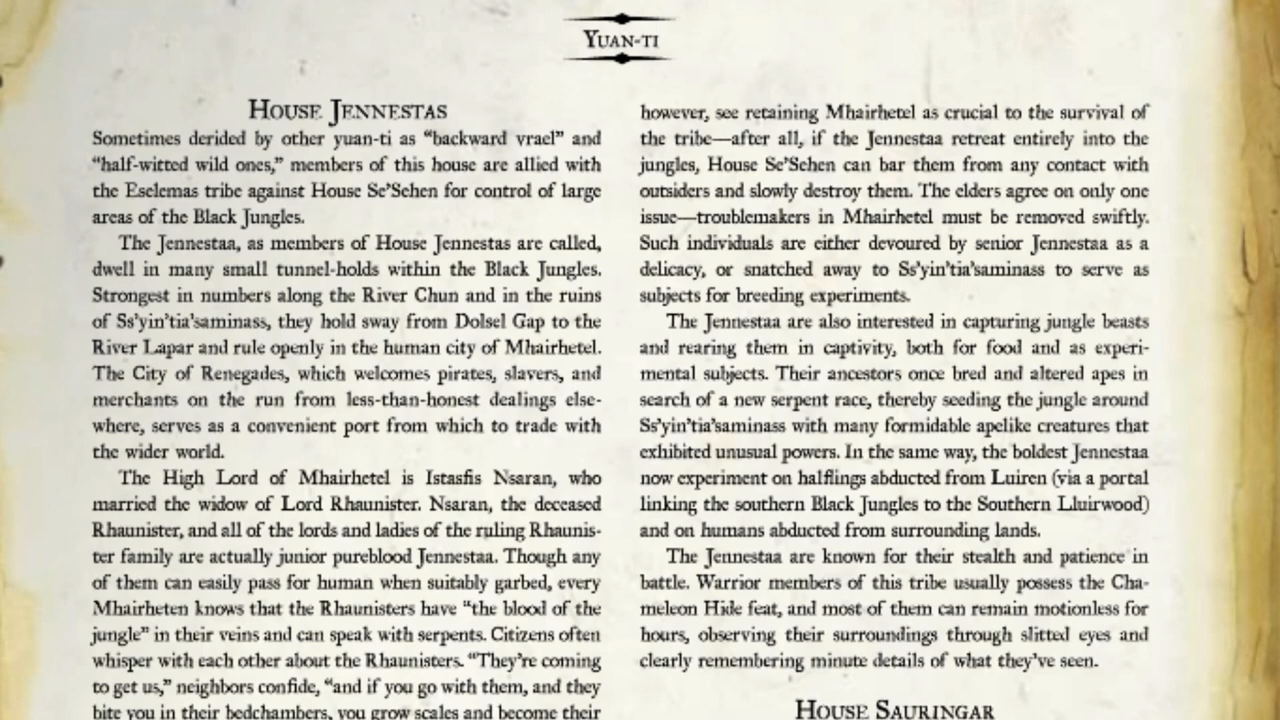 YUAN-TI
HOUSE JENNESTAS
Sometimes derided by other yuan-ti as “backward vrael” and
“half-witted wild ones,” members of this house are allied with
the Eselemas tribe against House Se’Sehen for control of large
areas of the Black Jungles.
The Jennestaa, as members of House Jennestas are called,
dwell in many small tunnel-holds within the Black Jungles.
Strongest in numbers along the River Chun and in the ruins
of Ss’yin’tia’saminass, they hold sway from Dolsel Gap to the
River Lapar and rule openly in the human city of Mhairhetel.
The City of Renegades, which welcomes pirates, slavers, and
merchants on the run from less-than-honest dealings else-
where, serves as a convenient port from which to trade with
the wider world.
The High Lord of Mhairhetel is Istasfis Nsaran, who
married the widow of Lord Rhaunister. Nsaran, the deceased
Rhaunister, and all of the lords and ladies of the ruling Rhaunis-
ter family are actually junior pureblood Jennestaa. Though any
of them can easily pass for human when suitably garbed, every
Mhairheten knows that the Rhaunisters have “the blood of the
jungle” in their veins and can speak with serpents. Citizens often
whisper with each other about the Rhaunisters. “They’re coming
to get us,” neighbors confide, “and if you go with them, and they
bite you in their bedchambers, you grow scales and become their
however, see retaining Mhairhetel as crucial to the survival of
the tribe—after all, if the Jennestaa retreat entirely into the
jungles, House Se’Sehen can bar them from any contact with
outsiders and slowly destroy them. The elders agree on only one
issue—troublemakers in Mhairhetel must be removed swiftly.
Such individuals are either devoured by senior Jennestaa as a
delicacy, or snatched away to Ss’yin’tia’saminass to serve as
subjects for breeding experiments.
The Jennestaa are also interested in capturing jungle beasts
and rearing them in captivity, both for food and as experi-
mental subjects. Their ancestors once bred and altered apes in
search of a new serpent race, thereby seeding the jungle around
Ss’yin’tia’saminass with many formidable apelike creatures that
exhibited unusual powers. In the same way, the boldest Jennestaa
now experiment on halflings abducted from Luiren (via a portal
linking the southern Black Jungles to the Southern Lluirwood)
and on humans abducted from surrounding lands.
The Jennestaa are known for their stealth and patience in
battle. Warrior members of this tribe usually possess the Cha-
meleon Hide feat, and most of them can remain motionless for
hours, observing their surroundings through slitted eyes and
clearly remembering minute details of what they’ve seen.
HOUSE SAURINGAR